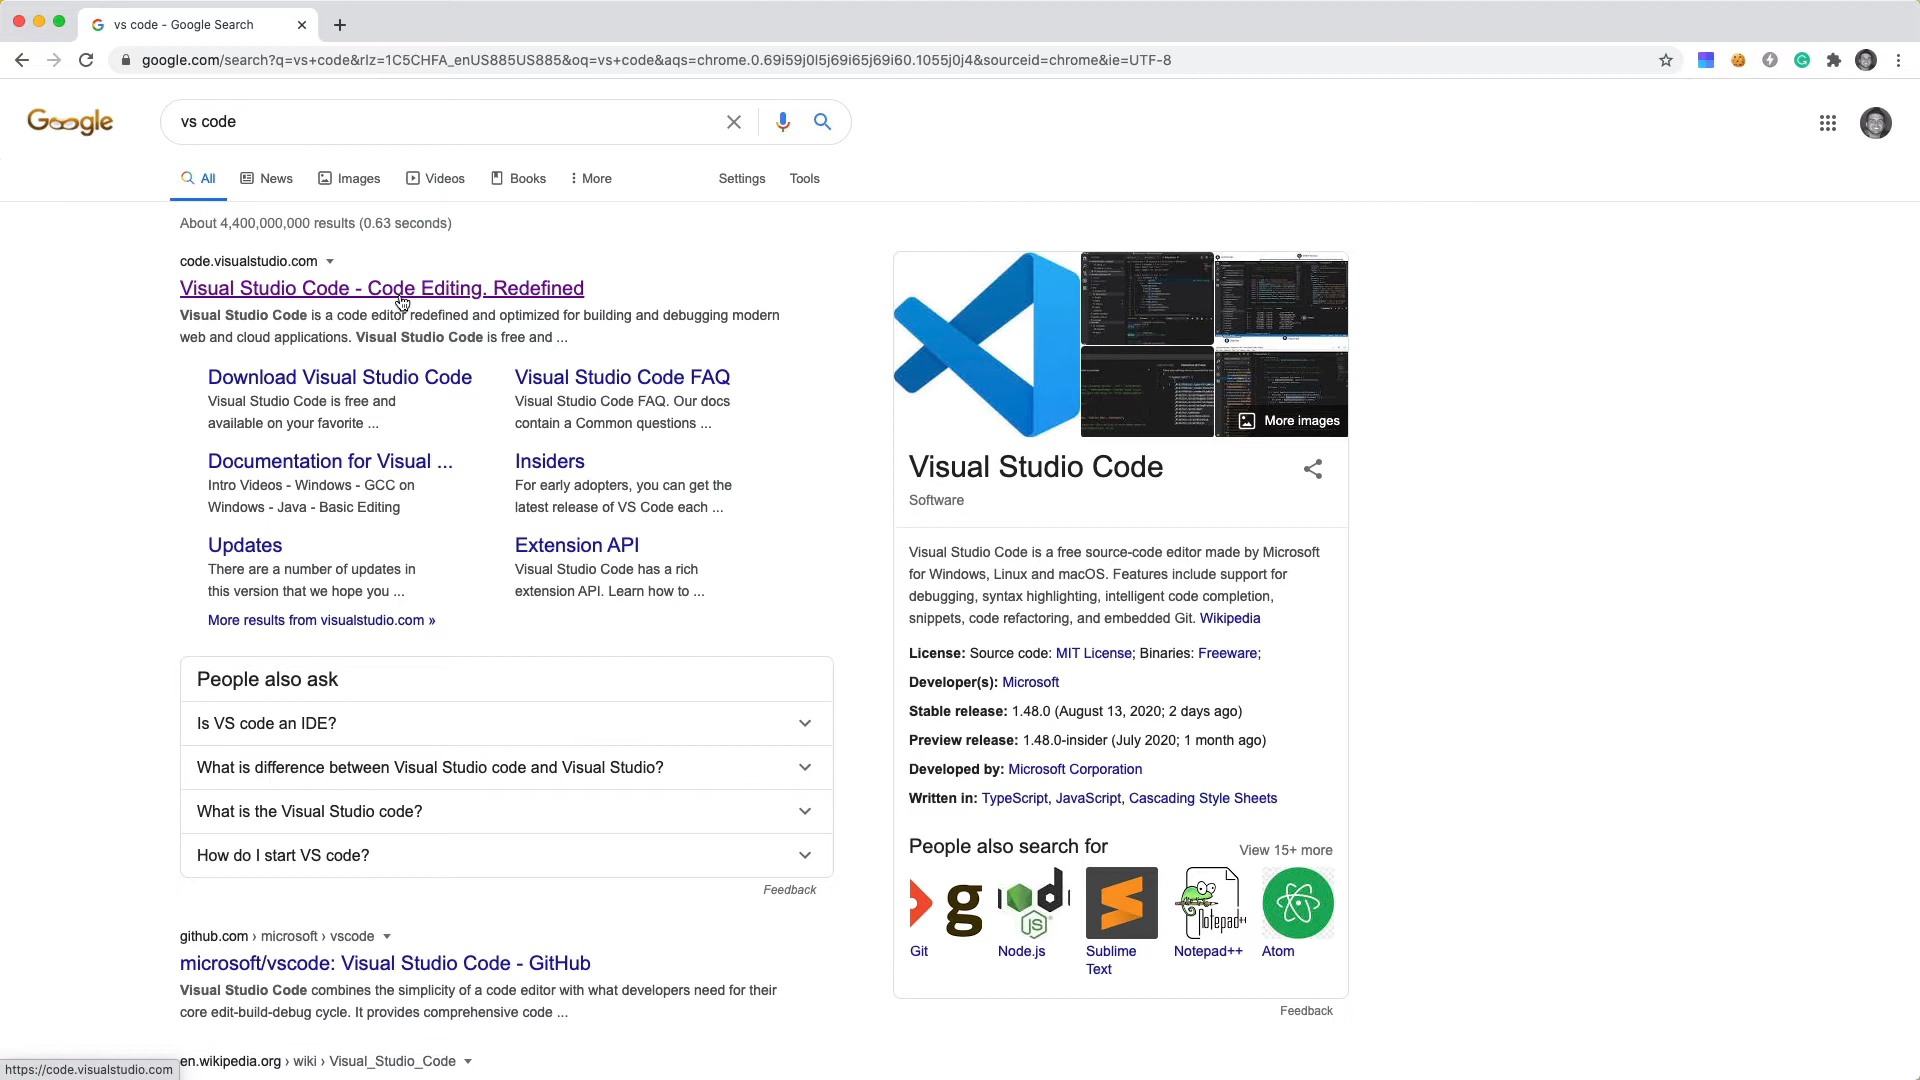 vs code - Google Search
google.com/search?q=vs+code&rlz=1C5CHFA_enUS885US885&oq=vs+code&aqs=chrome.0.69i59j0l5j69i65j69i60.1055j0j4&sourceid=chrome&ie=UTF-8
Google
vs code
All News Images Videos Books More Settings Tools
About 4,400,000,000 results (0.63 seconds)
code.visualstudio.com
Visual Studio Code - Code Editing. Redefined
Visual Studio Code is a code editor redefined and optimized for building and debugging modern
web and cloud applications. Visual Studio Code is free and ...
Download Visual Studio Code
Visual Studio Code is free and
available on your favorite ...
Visual Studio Code FAQ
Visual Studio Code FAQ. Our docs
contain a Common questions ...
Documentation for Visual ...
Intro Videos - Windows - GCC on
Windows - Java - Basic Editing
Insiders
For early adopters, you can get the
latest release of VS Code each ...
Updates
There are a number of updates in
this version that we hope you ...
Extension API
Visual Studio Code has a rich
extension API. Learn how to ...
More results from visualstudio.com »
People also ask
Is VS code an IDE?
What is difference between Visual Studio code and Visual Studio?
What is the Visual Studio code?
How do I start VS code?
Feedback
github.com › microsoft › vscode
microsoft/vscode: Visual Studio Code - GitHub
Visual Studio Code combines the simplicity of a code editor with what developers need for their
core edit-build-debug cycle. It provides comprehensive code ...
en.wikipedia.org › wiki › Visual_Studio_Code
https://code.visualstudio.com
More images
Visual Studio Code
Software
Visual Studio Code is a free source-code editor made by Microsoft
for Windows, Linux and macOS. Features include support for
debugging, syntax highlighting, intelligent code completion,
snippets, code refactoring, and embedded Git. Wikipedia
License: Source code: MIT License; Binaries: Freeware;
Developer(s): Microsoft
Stable release: 1.48.0 (August 13, 2020; 2 days ago)
Preview release: 1.48.0-insider (July 2020; 1 month ago)
Developed by: Microsoft Corporation
Written in: TypeScript, JavaScript, Cascading Style Sheets
People also search for
View 15+ more
Notepad++
Git
Node.js
Sublime
Text
Notepad++
Atom
Feedback